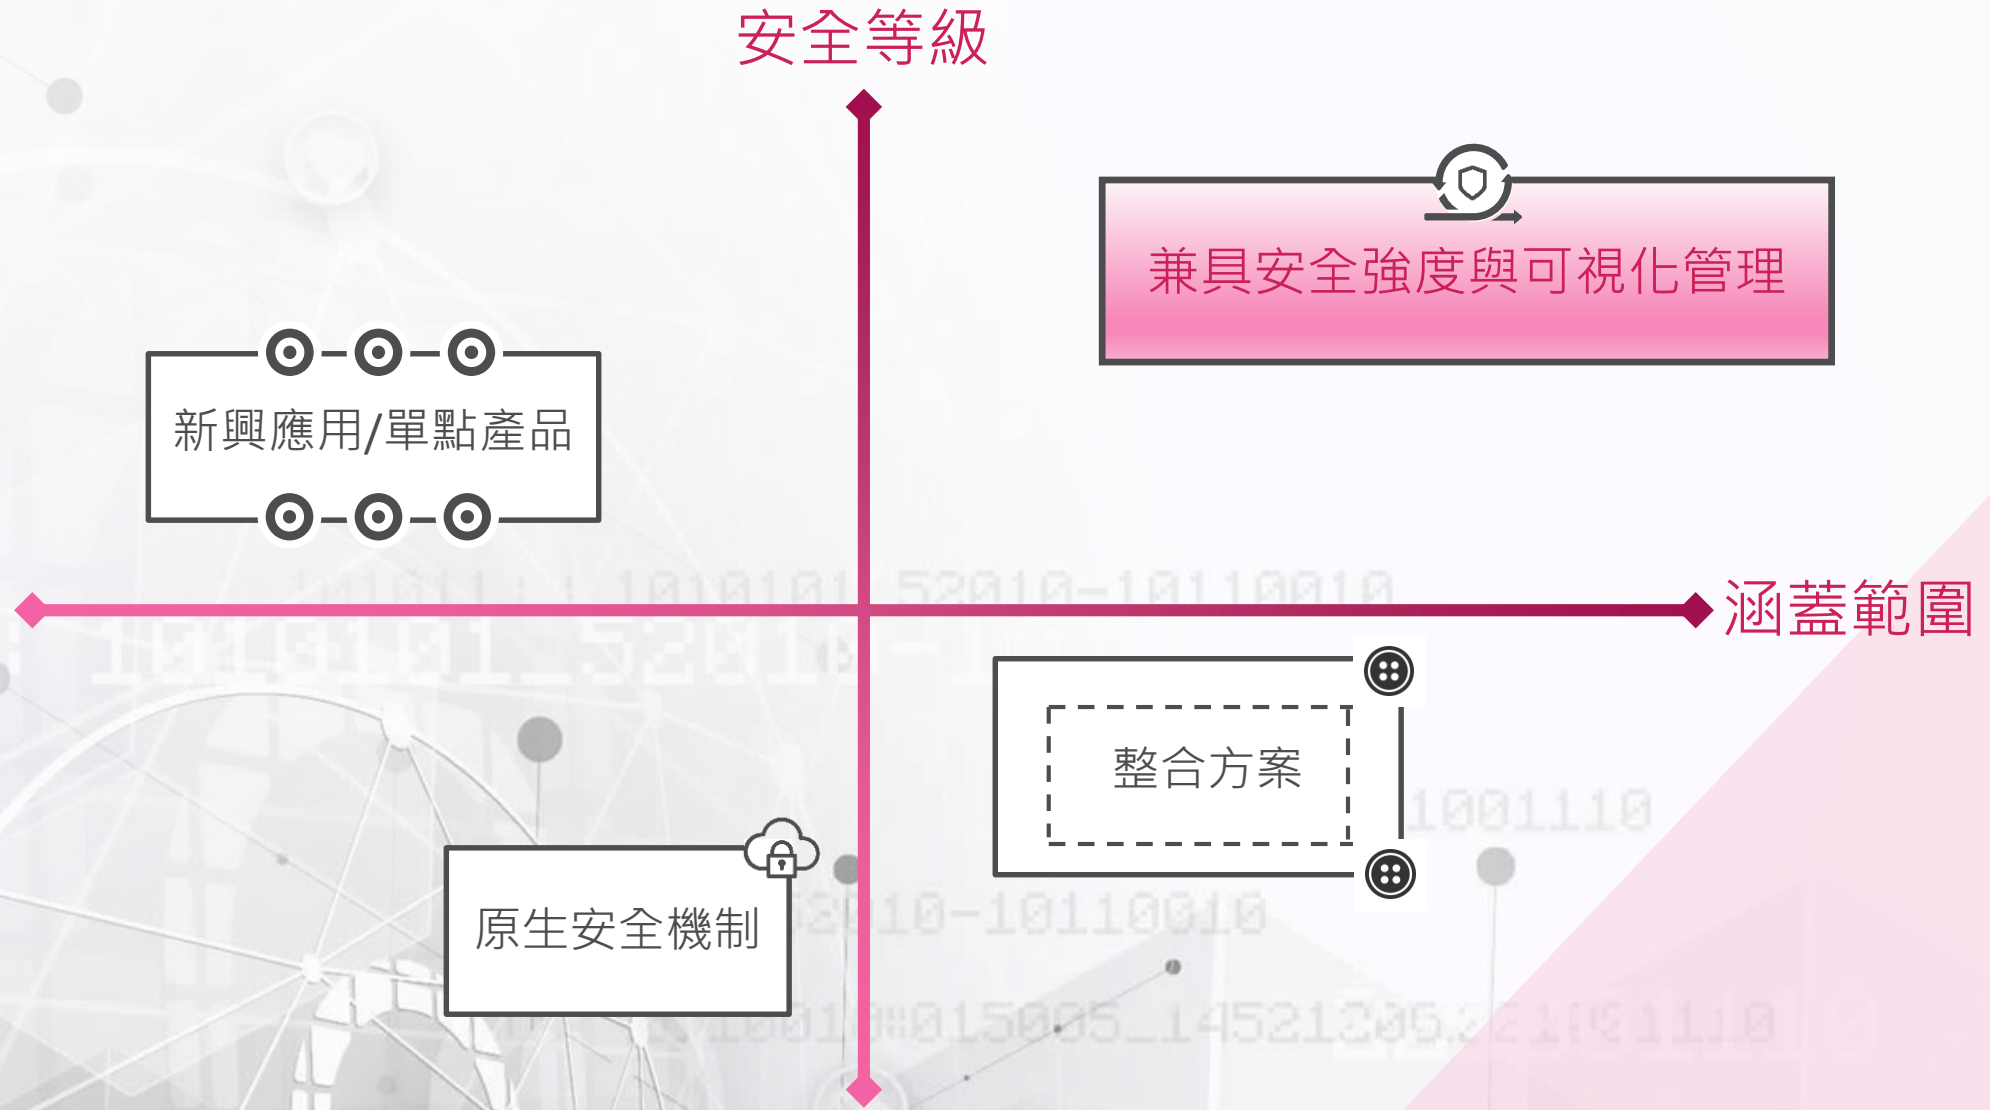 安全等級
兼具安全強度與可視化管理
新興應用/單點產品
涵蓋範圍
整合方案
原生安全機制
1001110